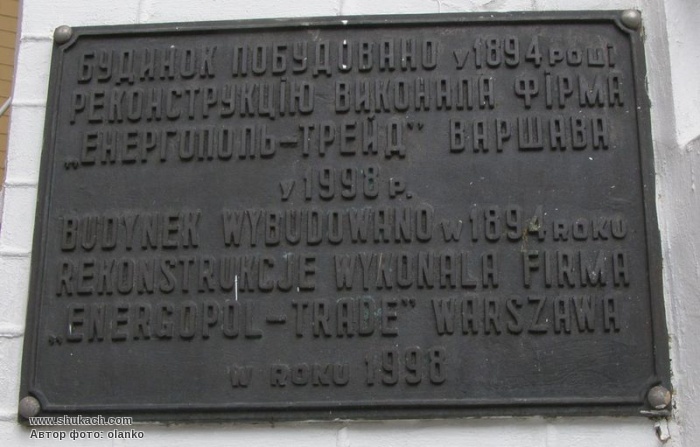 БУДИНОК ПОБУДОВАНО У 1894 РОЦІ
РЕКОНСТРУКЦІЮ ВИКОНАЛА ФІРМА
„ЕНЕРГОПОЛЬ-ТРЕЙД” ВАРШАВА
У 1998 Р.
BUDYNEK WYBUDOWANO W 1894 ROKU
REKONSTRUKCJE WYKONALA FIRMA
„ENERGOPOL-TRADE” WARSZAWA
W ROKU 1998
www.shukach.com
Автор фото: olanko